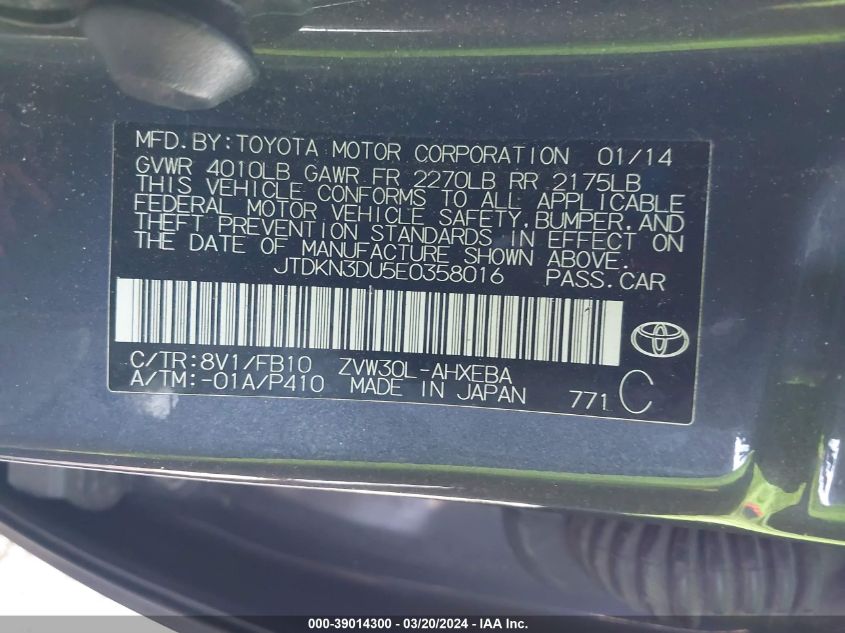 MFD. BY: TOYOTA MOTOR CORPORATION 01/14
GVWR 4010LB GAWR FR 2270LB RR 2175LB
THIS VEHICLE CONFORMS TO ALL APPLICABLE
FEDERAL MOTOR VEHICLE SAFETY, BUMPER, AND
THEFT PREVENTION STANDARDS IN EFFECT ON
THE DATE OF MANUFACTURE SHOWN ABOVE.
JTDKN3DU5E0358016 PASS. CAR
C/TR: 8V1/FB10 ZVW30L-AHXEBA
A/TM: -01A/P410 MADE IN JAPAN 771 C
000-39014300 - 03/20/2024 - IAA Inc.